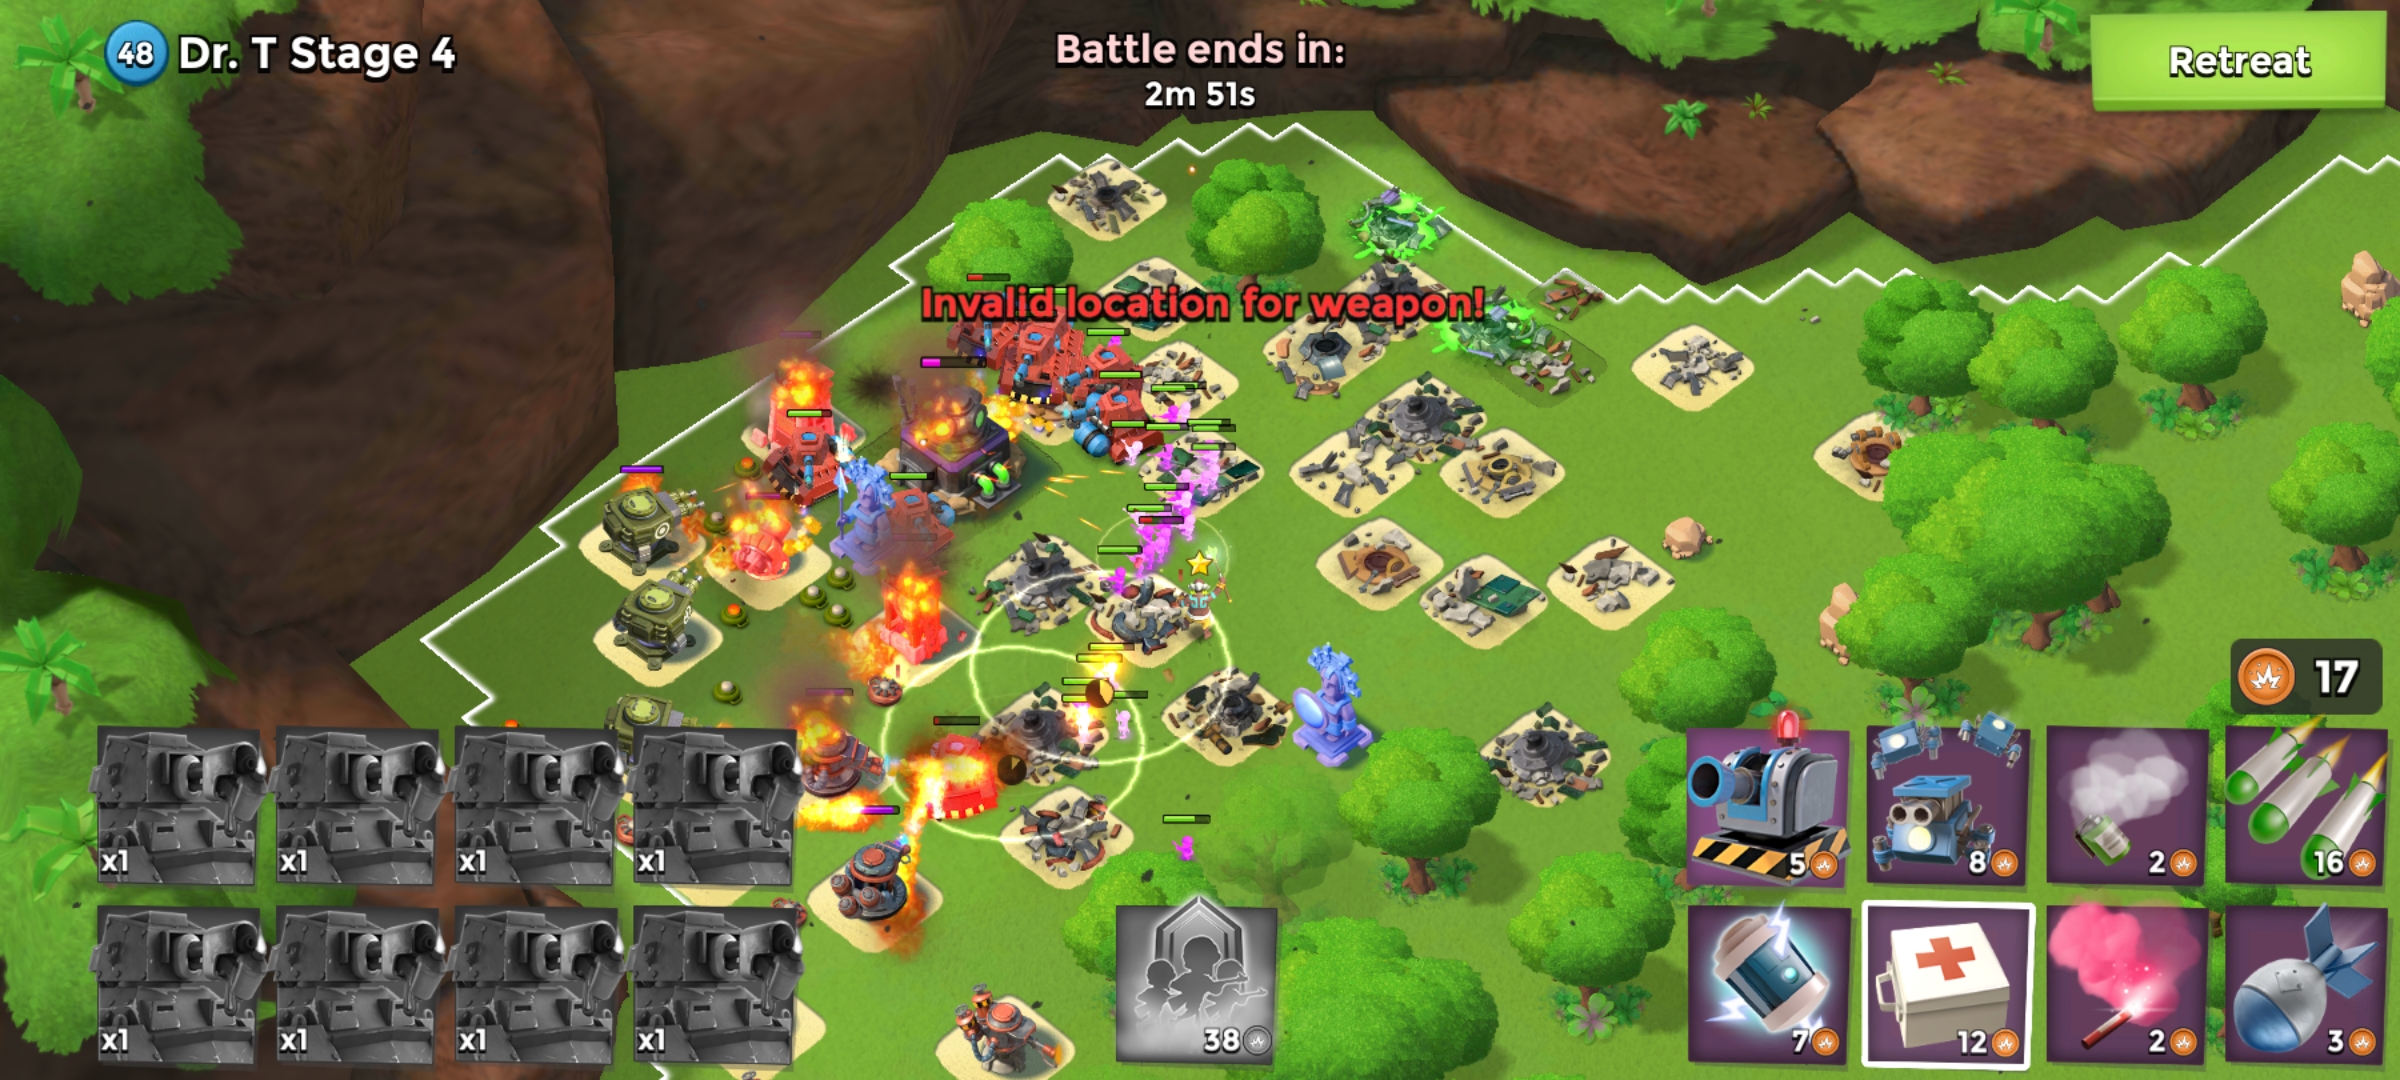 48 Dr. T Stage 4
Battle ends in:
2m 51s
Retreat
Invalid location for weapon!
17
x1 x1 x1 x1
5 8 2 16
x1 x1 x1 x1
38
7 12 2 3